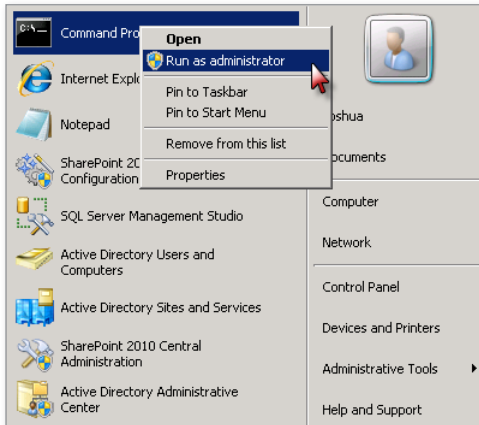 Command Pro
Open
Run as administrator
Pin to Taskbar
Pin to Start Menu
Remove from this list
Properties
Internet Explo
Notepad
SharePoint 20
Configuration
SQL Server Management Studio
Active Directory Users and
Computers
Active Directory Sites and Services
SharePoint 2010 Central
Administration
Active Directory Administrative
Center
oshua
ocuments
Computer
Network
Control Panel
Devices and Printers
Administrative Tools
Help and Support